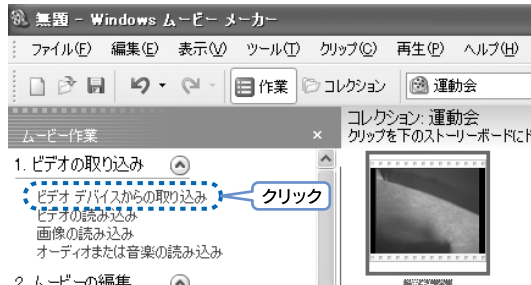 無題 - Windows ムービー メーカー
ファイル(F) 編集(E) 表示(V) ツール(T) クリップ(C) 再生(P) ヘルプ(H)
作業 コレクション 運動会
ムービー作業 ×
コレクション: 運動会
クリップを下のストーリーボードにド
1. ビデオの取り込み
ビデオ デバイスからの取り込み
クリック
ビデオの読み込み
画像の読み込み
オーディオまたは音楽の読み込み
2. ムービーの編集